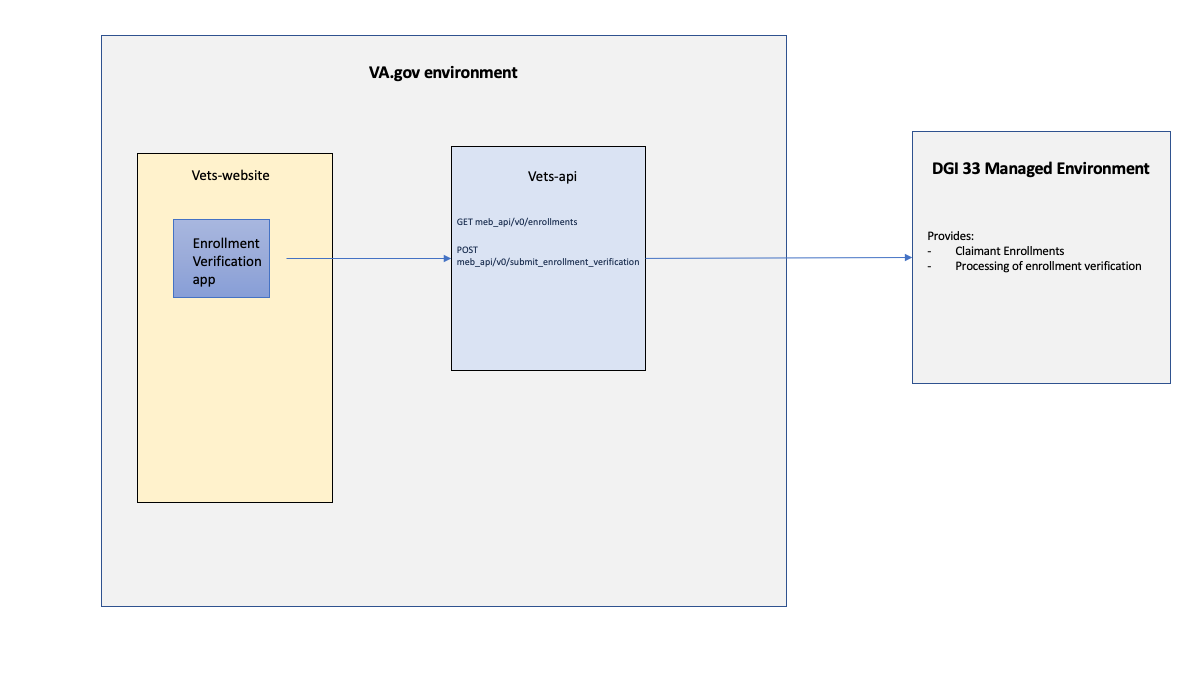 VA.gov environment
Vets-website
Enrollment
Verification
app
Vets-api
GET meb_api/v0/enrollments
POST
meb_api/v0/submit_enrollment_verification
DGI 33 Managed Environment
Provides:
- Claimant Enrollments
- Processing of enrollment verification